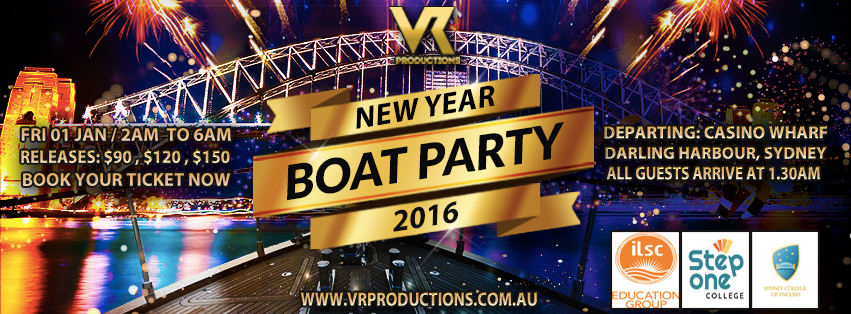 VR
PRODUCTIONS
NEW YEAR
BOAT PARTY
2016
FRI 01 JAN / 2AM TO 6AM
RELEASES: $90 , $120 , $150
BOOK YOUR TICKET NOW
DEPARTING: CASINO WHARF
DARLING HARBOUR, SYDNEY
ALL GUESTS ARRIVE AT 1.30AM
WWW.VRPRODUCTIONS.COM.AU
ilsc
EDUCATION
GROUP
Step
one
COLLEGE
SYDNEY COLLEGE
OF ENGLISH